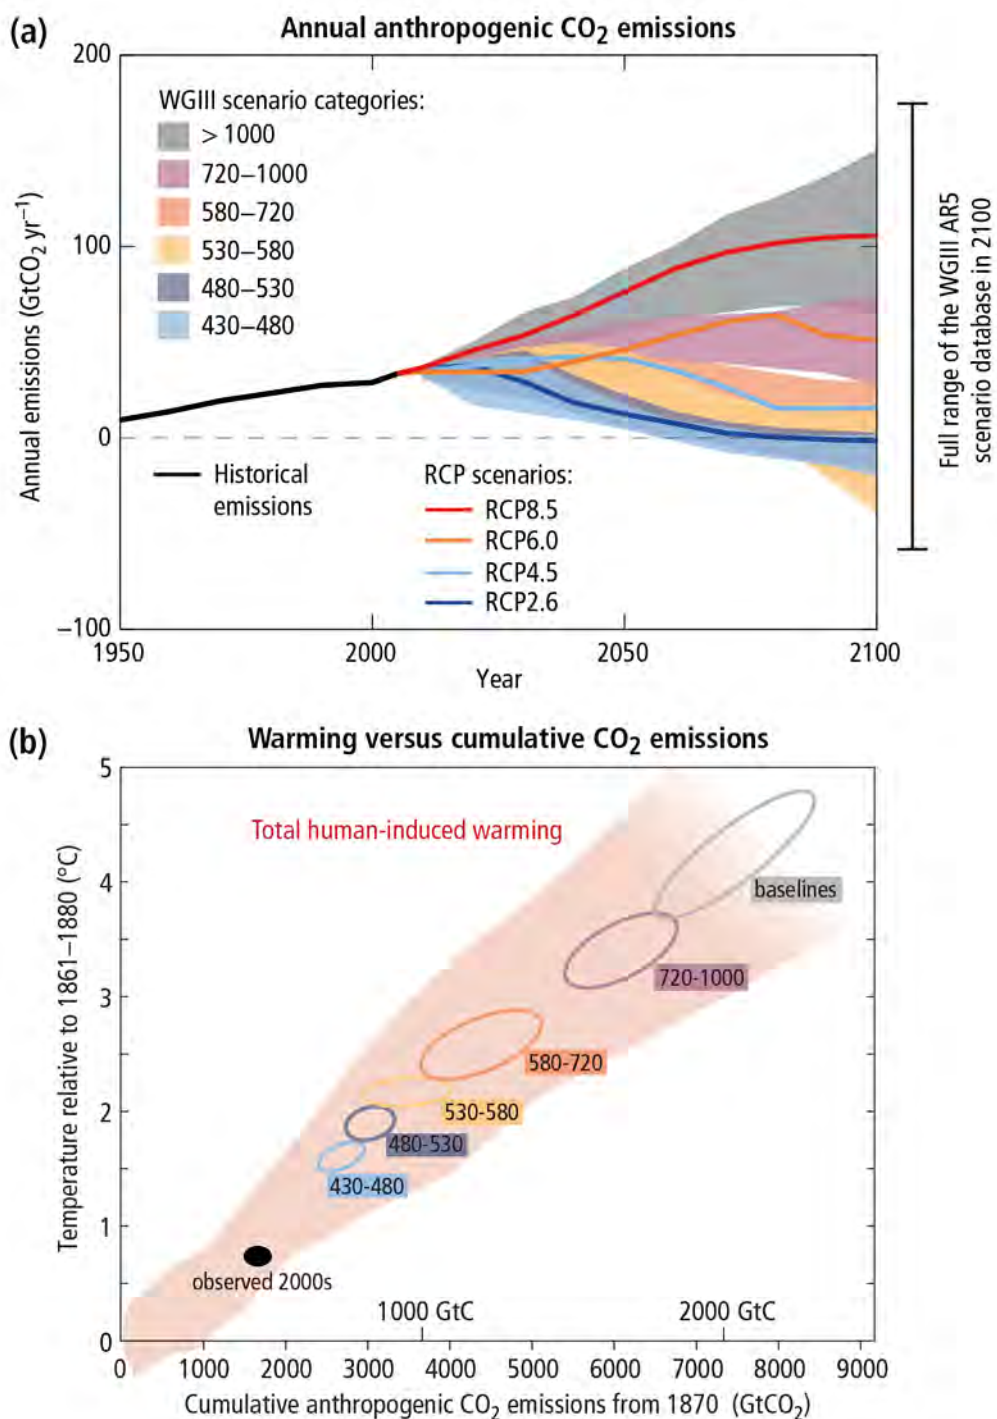 (a)
Annual anthropogenic CO₂ emissions
200
100
0
−100
Annual emissions (GtCO₂ yr⁻¹)
WGIII scenario categories:
> 1000
720–1000
580–720
530–580
480–530
430–480
Historical
emissions
RCP scenarios:
RCP8.5
RCP6.0
RCP4.5
RCP2.6
1950
2000
2050
2100
Year
Full range of the WGIII AR5
scenario database in 2100
(b)
Warming versus cumulative CO₂ emissions
5
4
3
2
1
0
Temperature relative to 1861–1880 (°C)
Total human-induced warming
baselines
720-1000
580-720
530-580
480-530
430-480
observed 2000s
1000 GtC
2000 GtC
0
1000
2000
3000
4000
5000
6000
7000
8000
9000
Cumulative anthropogenic CO₂ emissions from 1870 (GtCO₂)